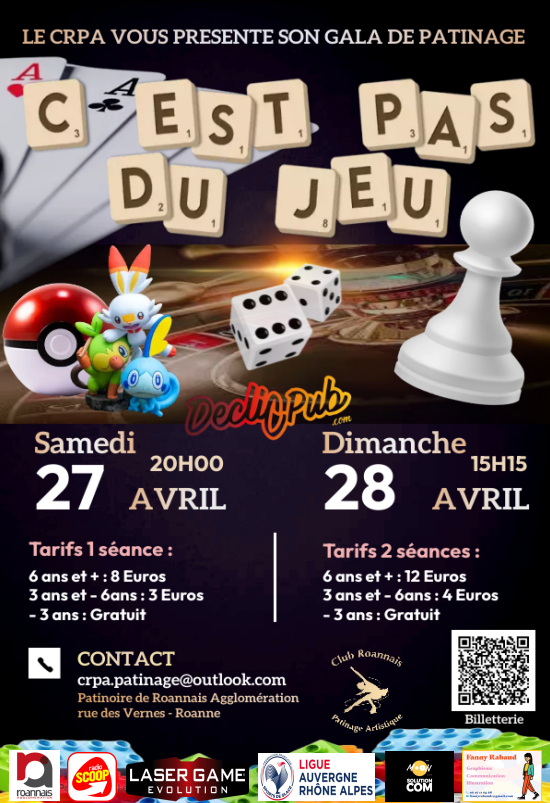 LE CRPA VOUS PRESENTE SON GALA DE PATINAGE
A
A
C EST PAS
DU JEU
DecliQPub
.com
Samedi
27
20H00
AVRIL
Dimanche
28
15H15
AVRIL
Tarifs 1 séance :
6 ans et + : 8 Euros
3 ans et - 6ans : 3 Euros
- 3 ans : Gratuit
Tarifs 2 séances :
6 ans et + : 12 Euros
3 ans et - 6ans : 4 Euros
- 3 ans : Gratuit
CONTACT
crpa.patinage@outlook.com
Patinoire de Roannais Agglomération
rue des Vernes - Roanne
Club Roannais
Patinage Artistique
Billetterie
roannais
radio
SCOOP
LASER GAME
EVOLUTION
LIGUE
AUVERGNE
RHÔNE ALPES
SOLUTION
COM
Fanny Rabaud
Graphisme
Communication
Illustration